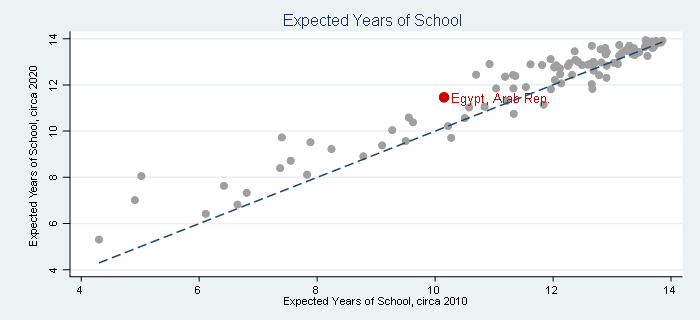 Expected Years of School
Expected Years of School, circa 2020
14
12
10
8
6
4
Egypt, Arab Rep.
4 6 8 10 12 14
Expected Years of School, circa 2010